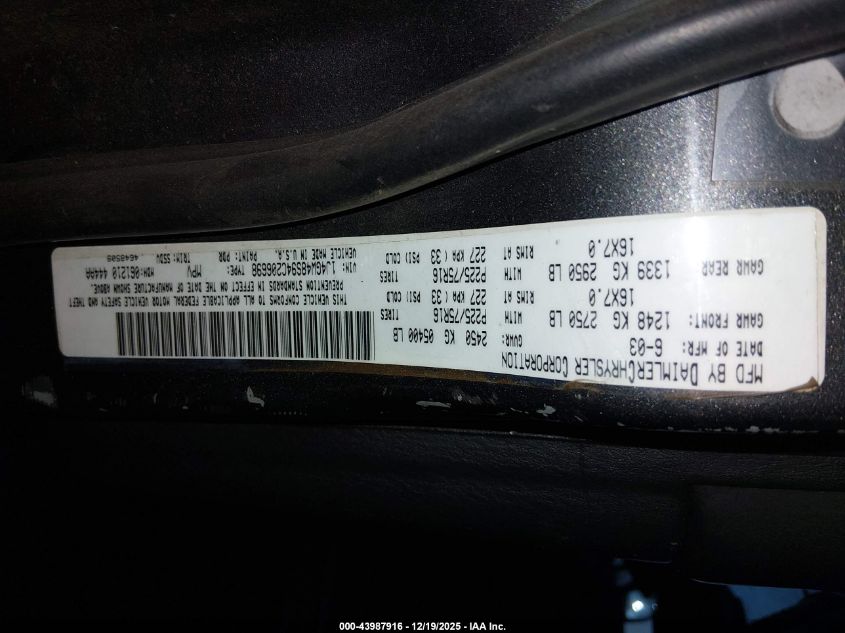 MFD BY DAIMLERCHRYSLER CORPORATION
DATE OF MFR: 6-03 GVWR: 2450 KG 05400 LB
GAWR FRONT: 1248 KG 2750 LB WITH P225/75R16 TIRES
16X7.0 RIMS AT 227 KPA ( 33 PSI) COLD
GAWR REAR 1339 KG 2950 LB WITH P225/75R16 TIRES
16X7.0 RIMS AT 227 KPA ( 33 PSI) COLD
THIS VEHICLE CONFORMS TO ALL APPLICABLE FEDERAL MOTOR VEHICLE SAFETY AND THEFT
PREVENTION STANDARDS IN EFFECT ON THE DATE OF MANUFACTURE SHOWN ABOVE.
VIN: 1J4GW48S94C206698 TYPE: MPV MDH:061210 444AA
VEHICLE MADE IN U.S.A. PAINT: PDR TRIM: 4648505
000-43987916 - 12/19/2025 - IAA Inc.